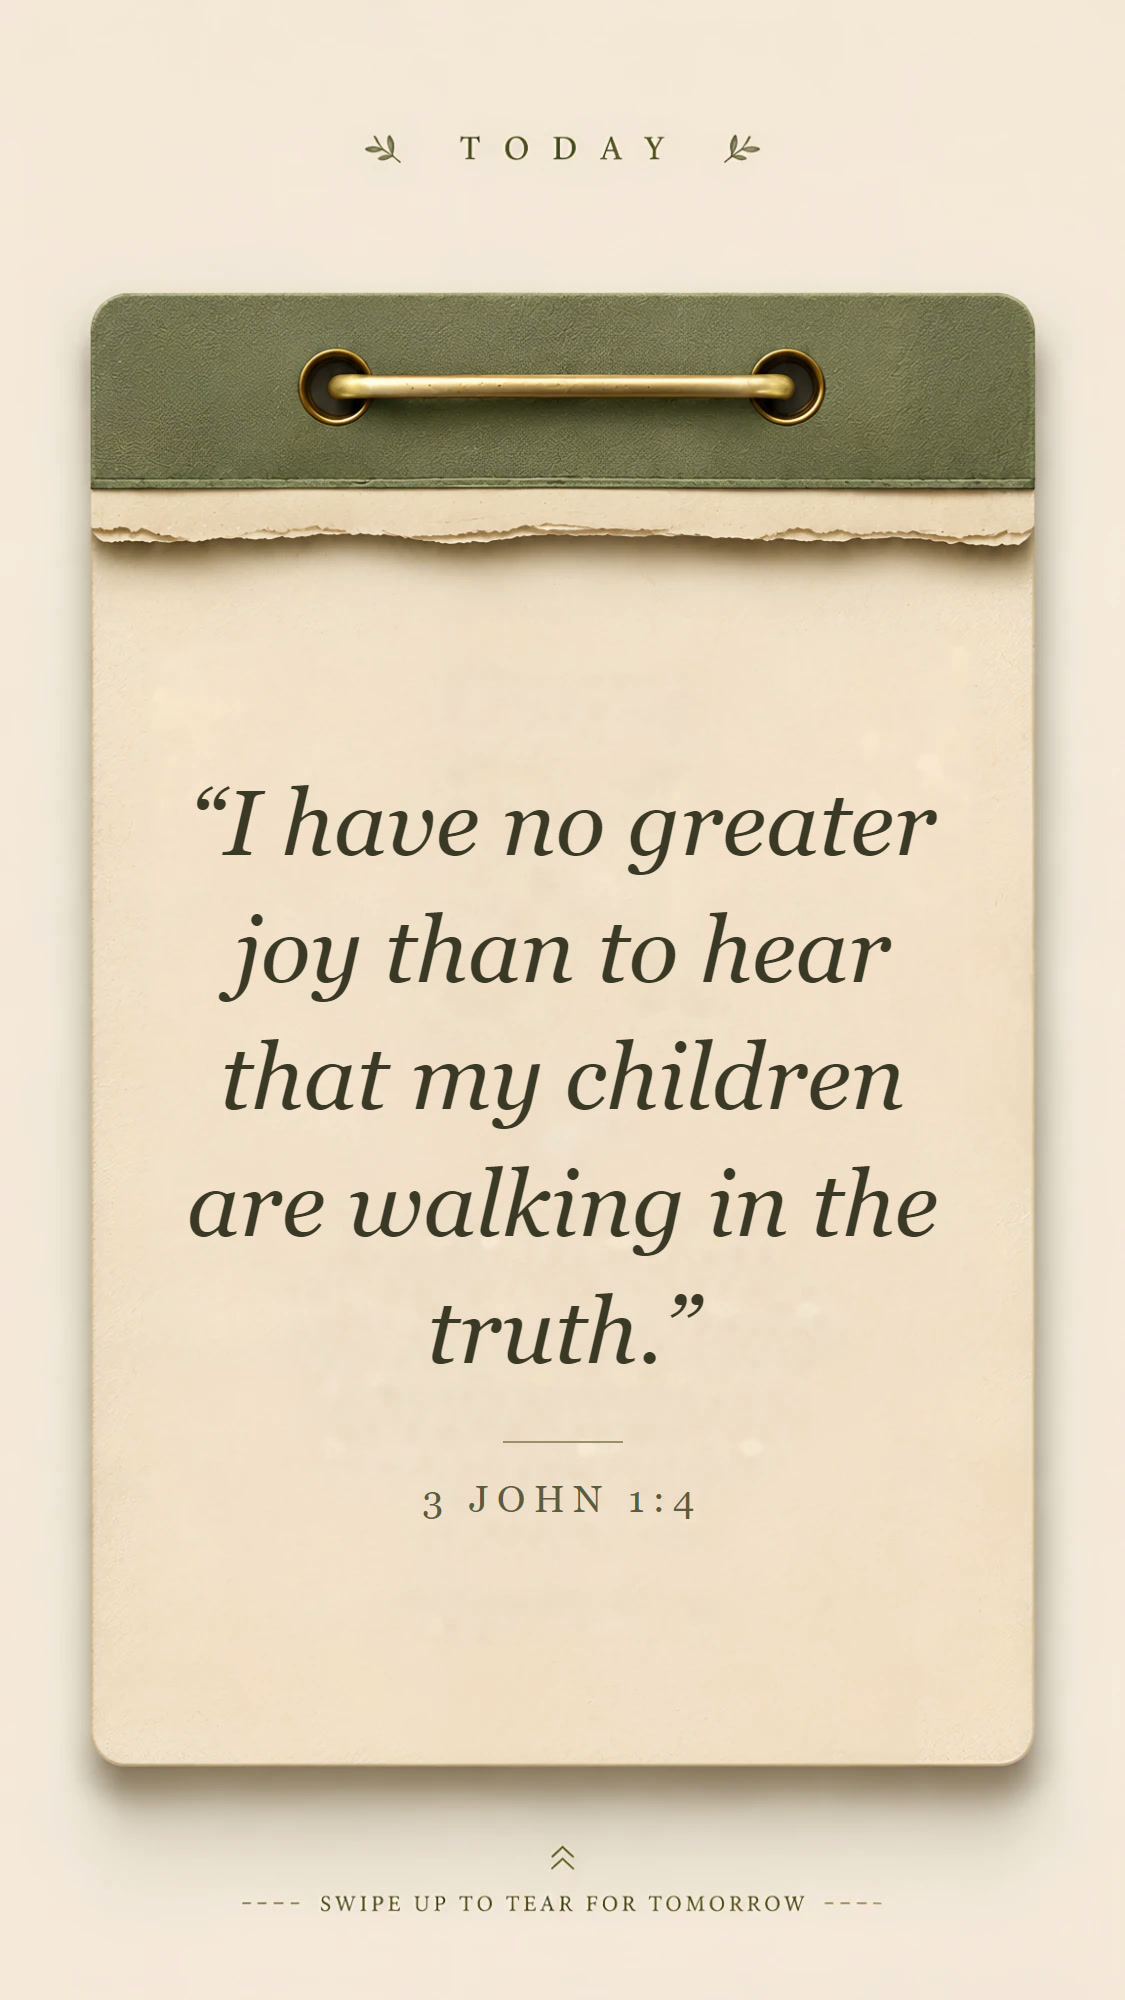 TODAY
“I have no greater
joy than to hear
that my children
are walking in the
truth.”
3 JOHN 1:4
SWIPE UP TO TEAR FOR TOMORROW